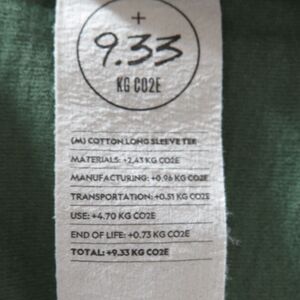 +
9.33
KG CO2E
(M) COTTON LONG SLEEVE TEE
MATERIALS: +2.43 KG CO2E
MANUFACTURING: +0.96 KG CO2E
TRANSPORTATION: +0.51 KG CO2E
USE: +4.70 KG CO2E
END OF LIFE: +0.73 KG CO2E
TOTAL: +9.33 KG CO2E